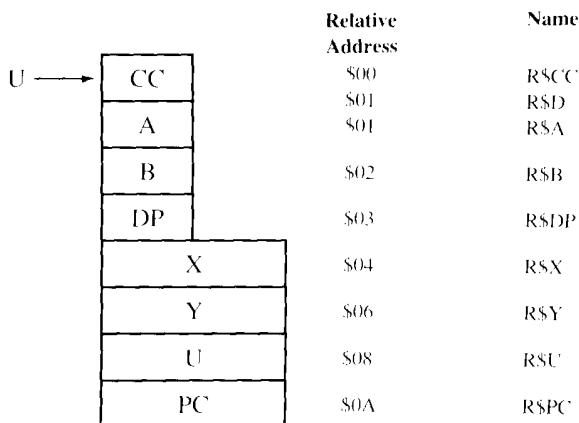 Relative Address Name
U CC $00 R$CC
$01 R$D
A $01 R$A
B $02 R$B
DP $03 R$DP
X $04 R$X
Y $06 R$Y
U $08 R$U
PC $0A R$PC